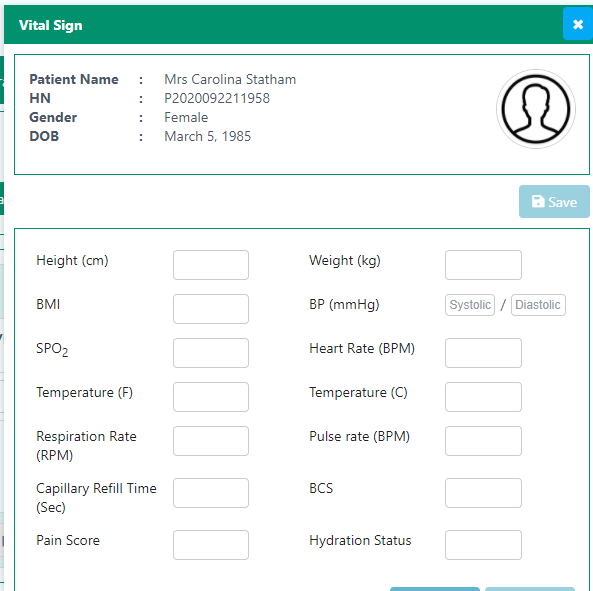 Vital Sign
Patient Name : Mrs Carolina Statham
HN : P2020092211958
Gender : Female
DOB : March 5, 1985
Save
Height (cm) Weight (kg)
BMI BP (mmHg) Systolic / Diastolic
SPO2 Heart Rate (BPM)
Temperature (F) Temperature (C)
Respiration Rate (RPM) Pulse rate (BPM)
Capillary Refill Time (Sec) BCS
Pain Score Hydration Status